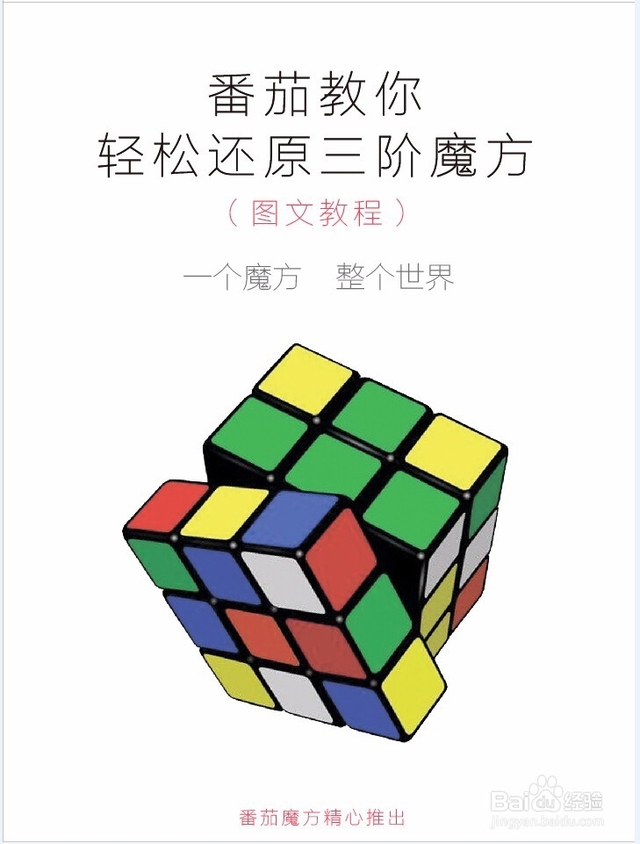 番茄教你
轻松还原三阶魔方
（图文教程）
一个魔方 整个世界
番茄魔方精心推出
Baidu经验
jingyan.baidu.com